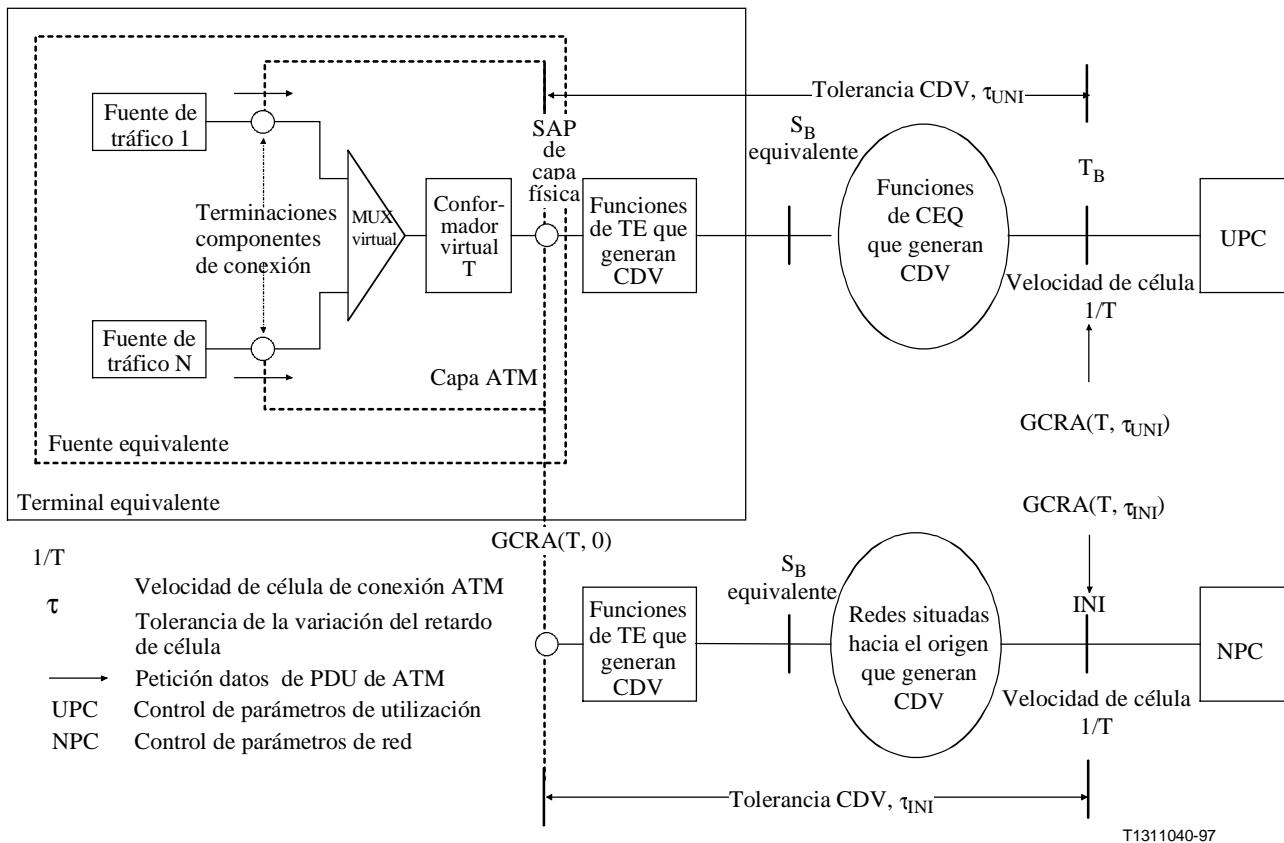 Fuente de
tráfico 1
Terminaciones
componentes
de conexión
Fuente de
tráfico N
MUX
virtual
Confor-
mador
virtual
T
SAP
de
capa
física
Funciones
de TE que
generan
CDV
Capa ATM
Fuente equivalente
Terminal equivalente
Tolerancia CDV, τUNI
SB
equivalente
Funciones
de CEQ
que generan
CDV
TB
UPC
Velocidad de célula
1/T
GCRA(T, τUNI)
GCRA(T, τINI)
GCRA(T, 0)
Funciones
de TE que
generan
CDV
SB
equivalente
Redes situadas
hacia el origen
que generan
CDV
INI
NPC
Velocidad de célula
1/T
Tolerancia CDV, τINI
1/T
Velocidad de célula de conexión ATM
τ
Tolerancia de la variación del retardo
de célula
Petición datos de PDU de ATM
UPC Control de parámetros de utilización
NPC Control de parámetros de red
T1311040-97